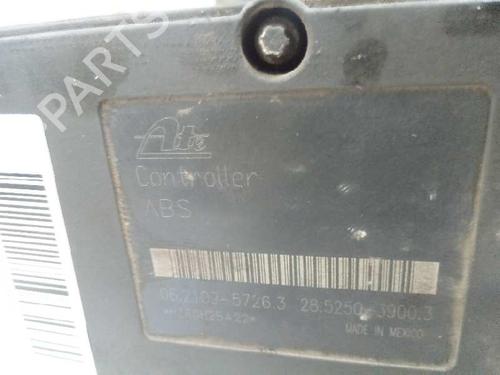 PARTS
Ate
Controller
ABS
06.2109-5726.3 28.5250-3900.3
MADE IN MEXICO